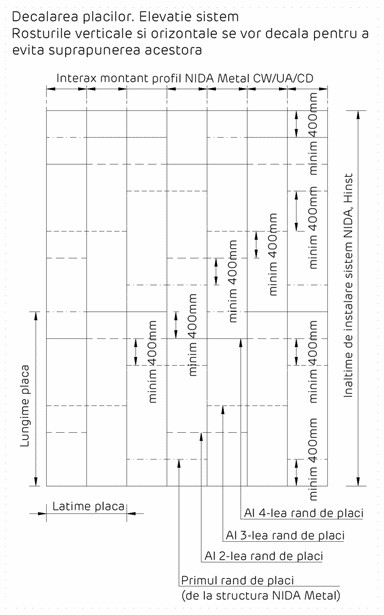 Decalarea placilor. Elevatie sistem
Rosturile verticale si orizontale se vor decala pentru a
evita suprapunerea acestora
Interax montant profil NIDA Metal CW/UA/CD
minim 400mm
minim 400mm
minim 400mm
minim 400mm
minim 400mm
minim 400mm
minim 400mm
minim 400mm
Inaltime de instalare sistem NIDA, Hinst
Lungime placa
minim 400mm
Latime placa
Al 4-lea rand de placi
Al 3-lea rand de placi
Al 2-lea rand de placi
Primul rand de placi
(de la structura NIDA Metal)